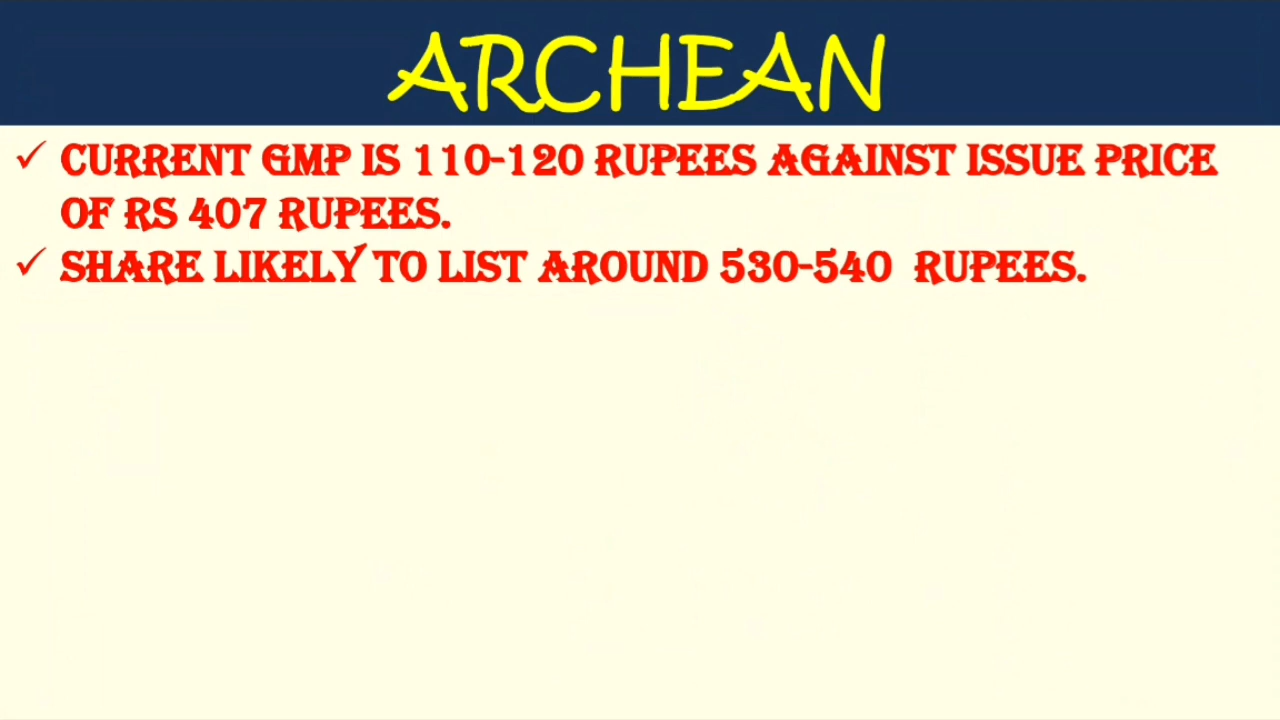 ARCHEAN
✓ CURRENT GMP IS 110-120 RUPEES AGAINST ISSUE PRICE
OF RS 407 RUPEES.
✓ SHARE LIKELY TO LIST AROUND 530-540 RUPEES.